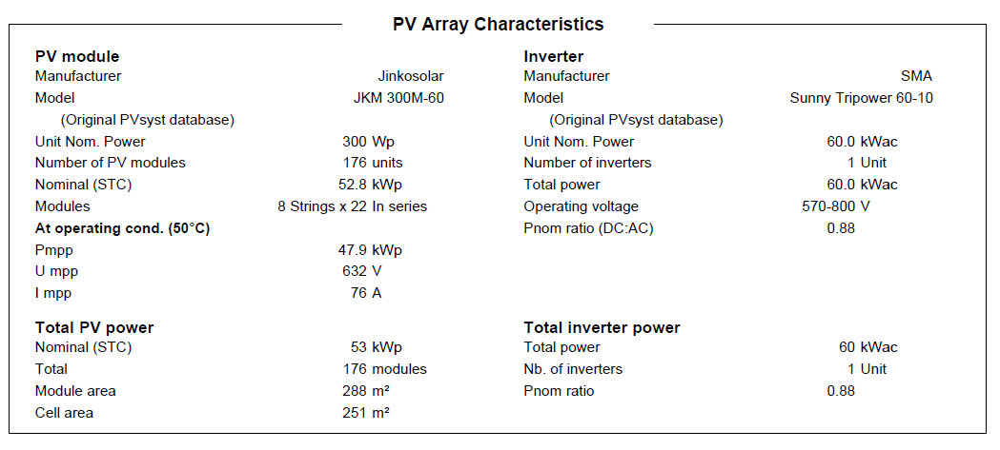 PV Array Characteristics
PV module
Manufacturer Jinkosolar
Model JKM 300M-60
(Original PVsyst database)
Unit Nom. Power 300 Wp
Number of PV modules 176 units
Nominal (STC) 52.8 kWp
Modules 8 Strings x 22 In series
At operating cond. (50°C)
Pmpp 47.9 kWp
U mpp 632 V
I mpp 76 A
Inverter
Manufacturer SMA
Model Sunny Tripower 60-10
(Original PVsyst database)
Unit Nom. Power 60.0 kWac
Number of inverters 1 Unit
Total power 60.0 kWac
Operating voltage 570-800 V
Pnom ratio (DC:AC) 0.88
Total PV power
Nominal (STC) 53 kWp
Total 176 modules
Module area 288 m²
Cell area 251 m²
Total inverter power
Total power 60 kWac
Nb. of inverters 1 Unit
Pnom ratio 0.88